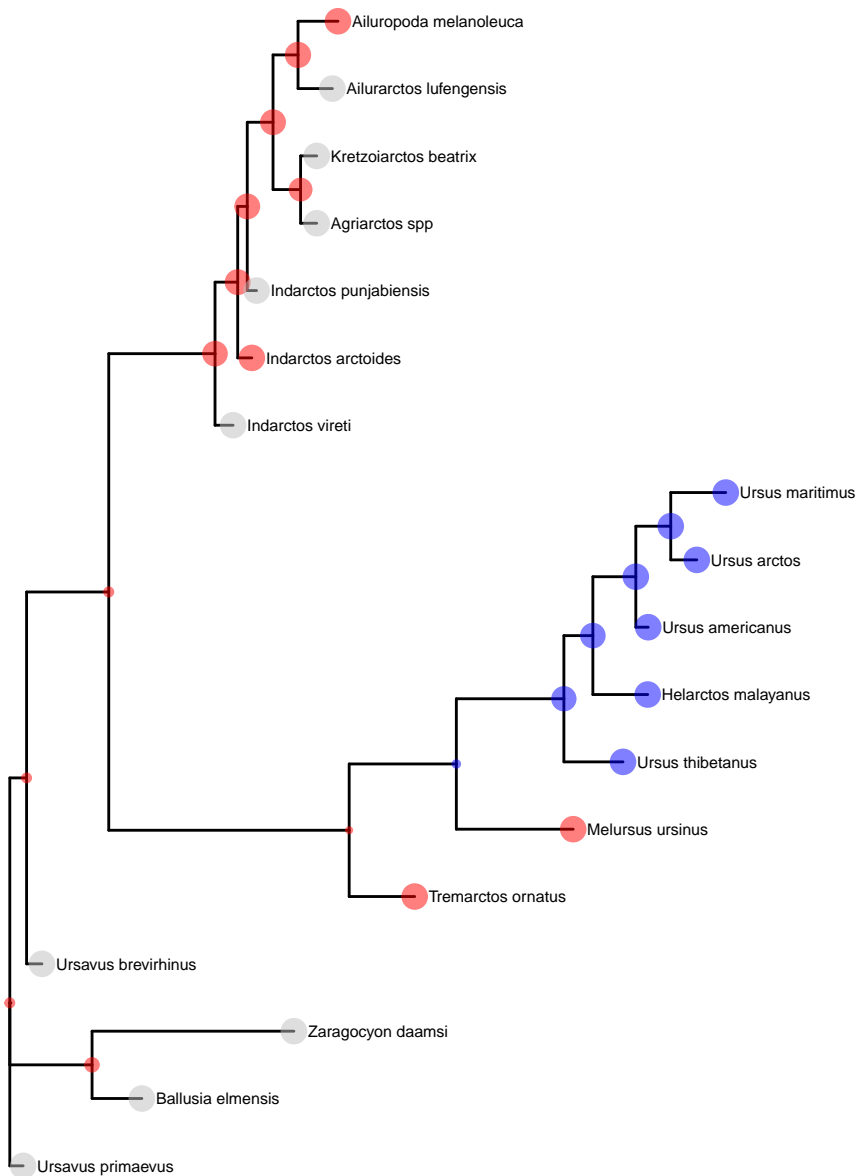 Ailuropoda melanoleuca
Ailurarctos lufengensis
Kretzoiarctos beatrix
Agriarctos spp
Indarctos punjabiensis
Indarctos arctoides
Indarctos vireti
Ursus maritimus
Ursus arctos
Ursus americanus
Helarctos malayanus
Ursus thibetanus
Melursus ursinus
Tremarctos ornatus
Ursavus brevirhinus
Zaragocyon daamsi
Ballusia elmensis
Ursavus primaevus